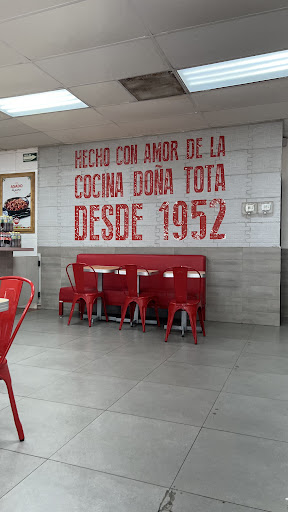 HECHO CON AMOR DE LA
COCINA DOÑA TOTA
DESDE 1952